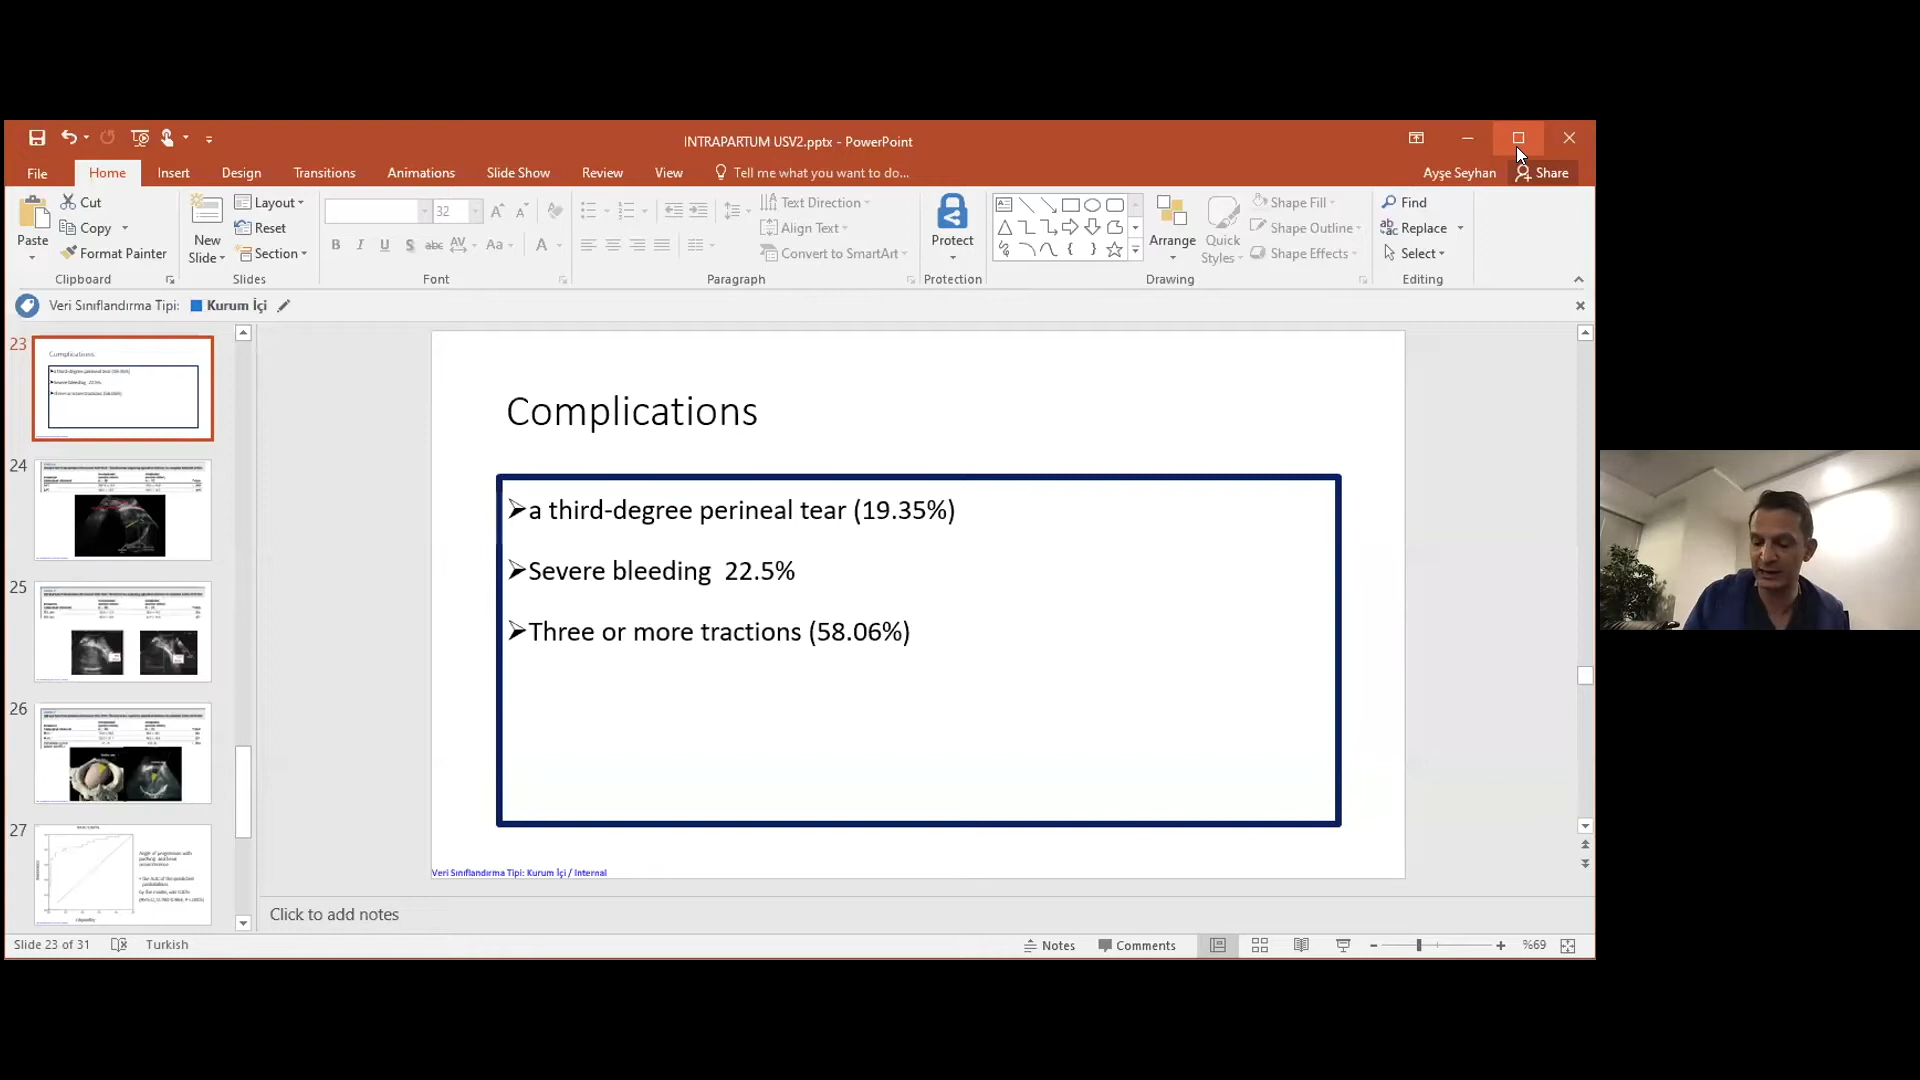 INTRAPARTUM USV2.pptx - PowerPoint
File
Home
Insert
Design
Transitions
Animations
Slide Show
Review
View
Tell me what you want to do...
Ayşe Seyhan
Share
Paste
Cut
Copy
Format Painter
Clipboard
New
Slide
Layout
Reset
Section
Slides
32
B I U S abc AV Aa A
Font
Text Direction
Align Text
Convert to SmartArt
Paragraph
Protect
Protection
Arrange
Quick
Styles
Shape Fill
Shape Outline
Shape Effects
Drawing
Find
Replace
Select
Editing
Veri Sınıflandırma Tipi: Kurum İçi
23
Complications
24
25
26
27
Complications
➢a third-degree perineal tear (19.35%)
➢Severe bleeding 22.5%
➢Three or more tractions (58.06%)
Veri Sınıflandırma Tipi: Kurum İçi / Internal
Click to add notes
Slide 23 of 31
Turkish
Notes
Comments
%69